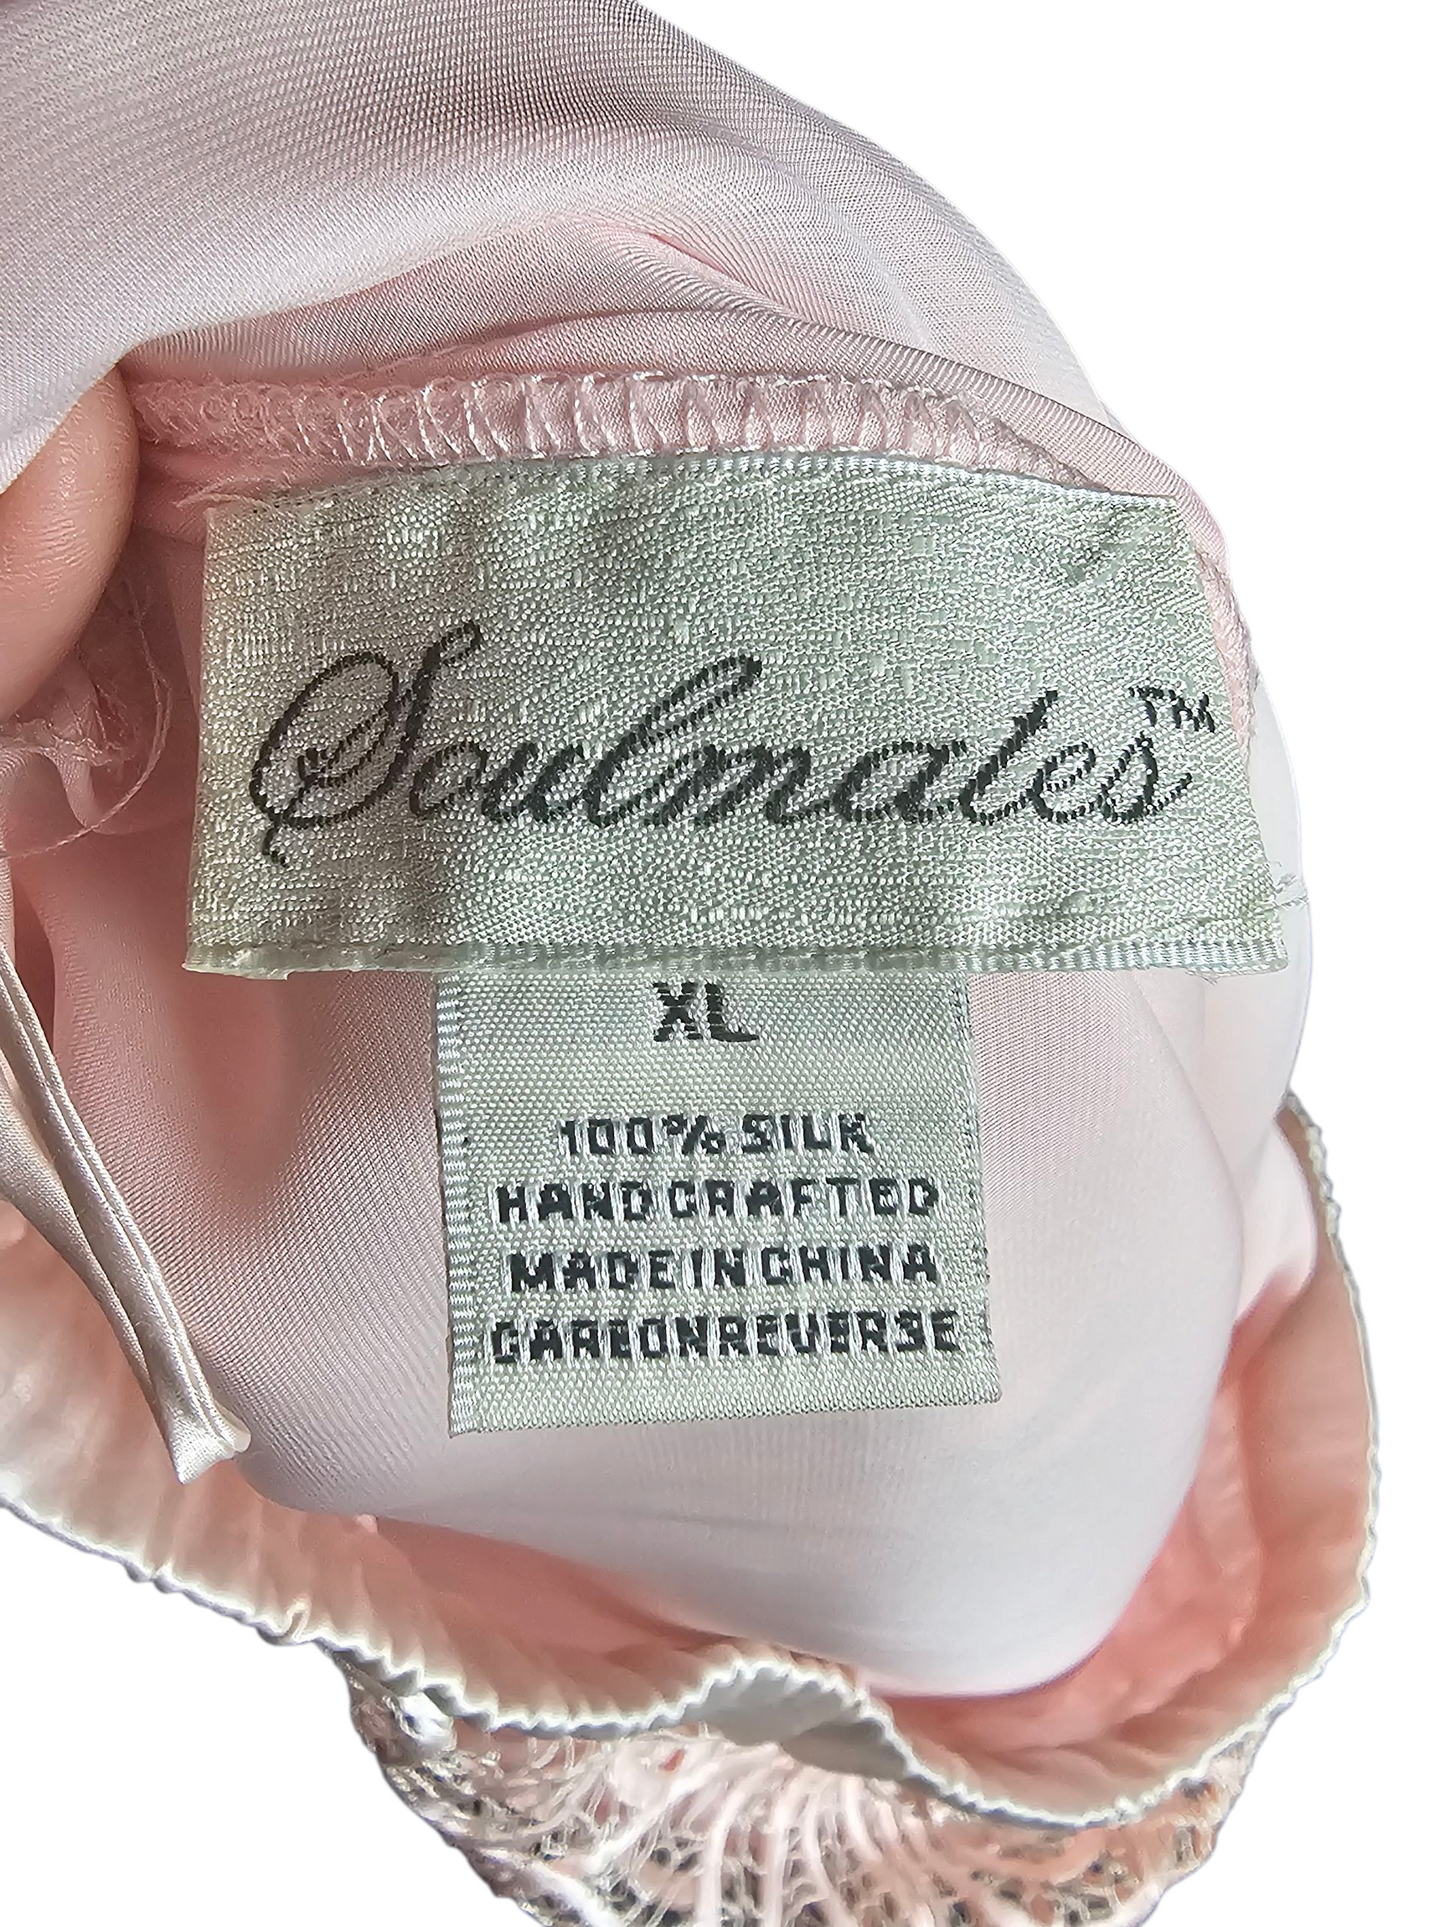 Soulmates™
XL
100% SILK
HANDCRAFTED
MADE IN CHINA
CARE ON REVERSE